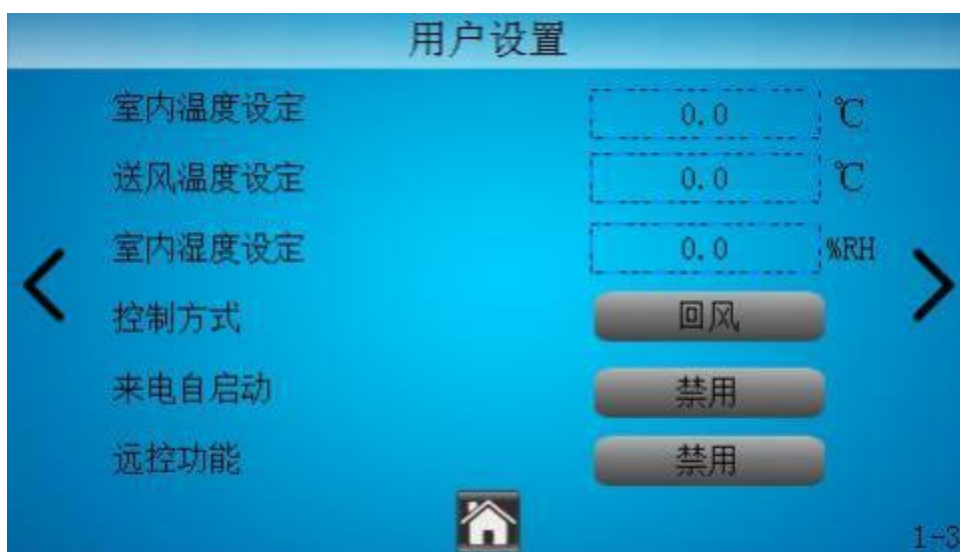 用户设置
室内温度设定 0.0 ℃
送风温度设定 0.0 ℃
室内湿度设定 0.0 %RH
控制方式 回风
来电自启动 禁用
远控功能 禁用
1-3